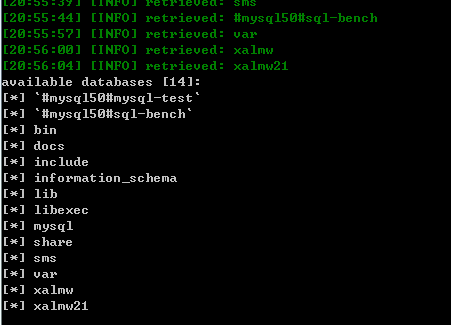 [20:55:39] [INFO] retrieved: sms
[20:55:44] [INFO] retrieved: #mysql50#sql-bench
[20:55:57] [INFO] retrieved: var
[20:56:00] [INFO] retrieved: xalmw
[20:56:04] [INFO] retrieved: xalmw21
available databases [14]:
[*] `#mysql50#mysql-test`
[*] `#mysql50#sql-bench`
[*] bin
[*] docs
[*] include
[*] information_schema
[*] lib
[*] libexec
[*] mysql
[*] share
[*] sms
[*] var
[*] xalmw
[*] xalmw21